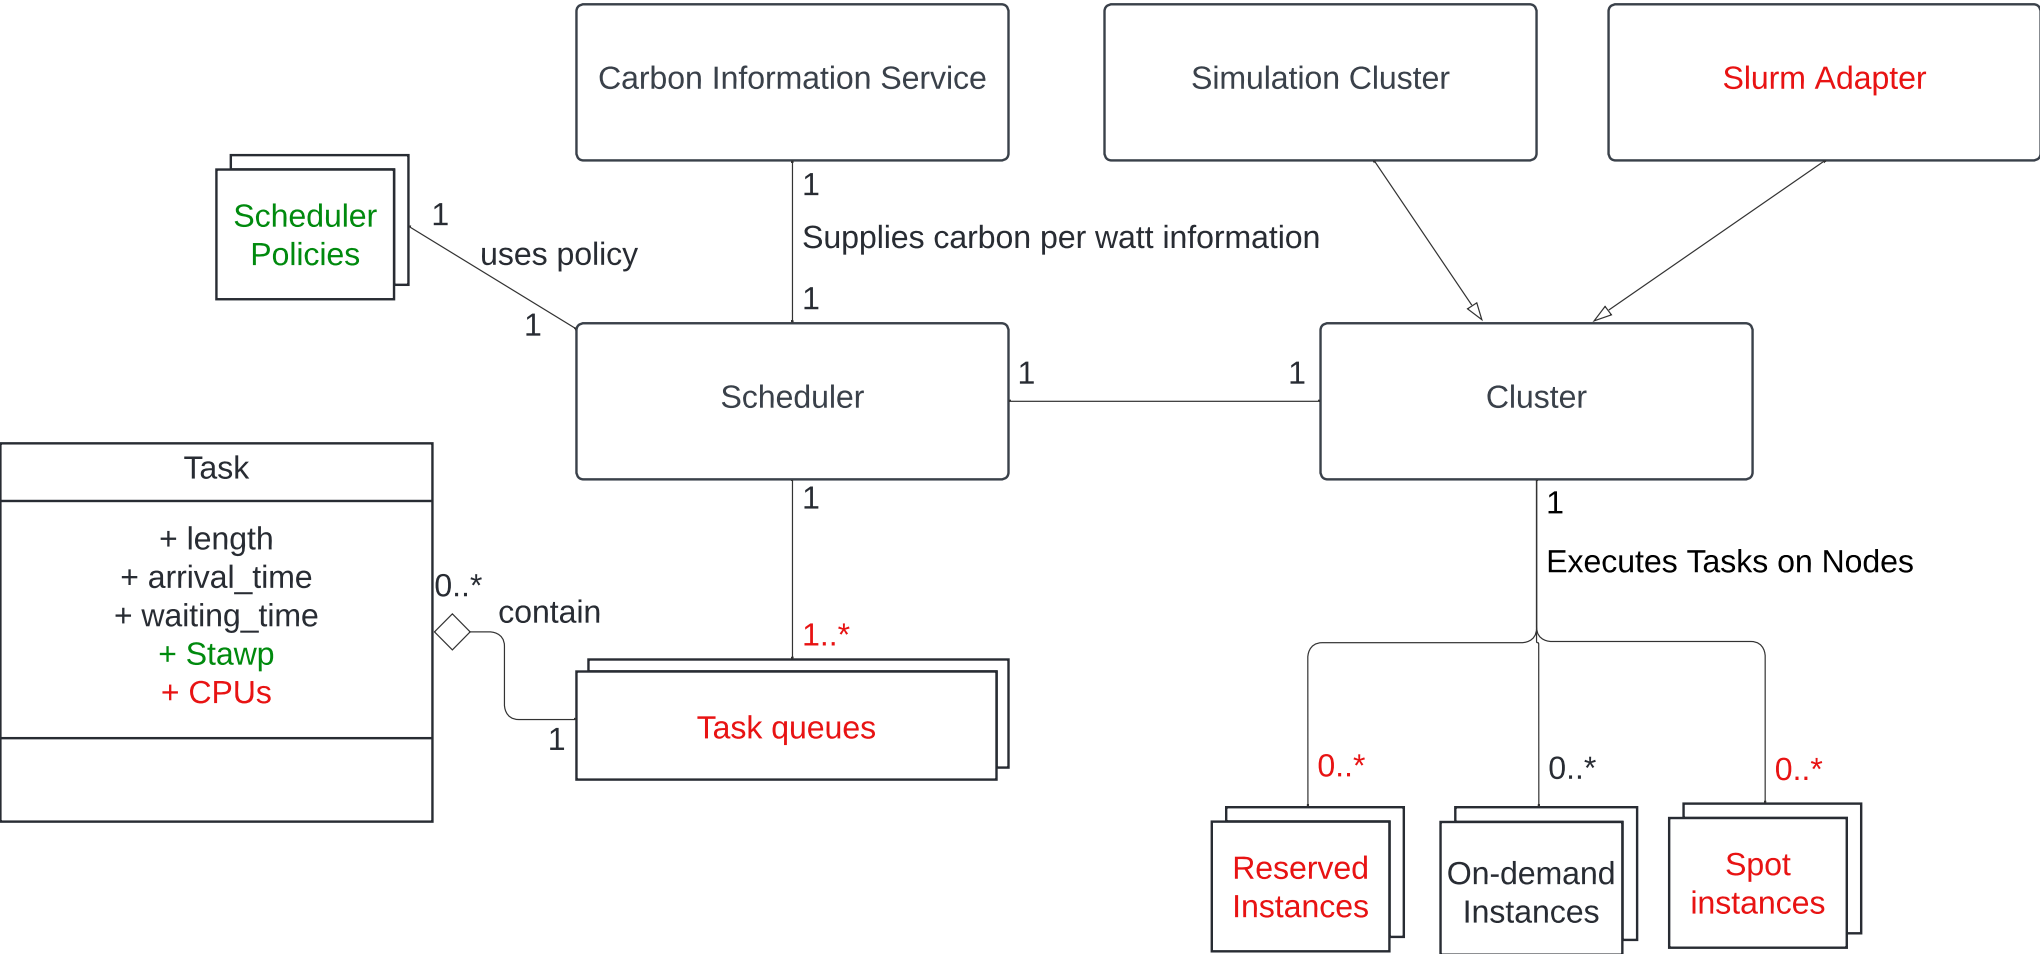 Carbon Information Service
Simulation Cluster
Slurm Adapter
1
Supplies carbon per watt information
1
Scheduler
Policies
1
uses policy
1
Scheduler
1
1
Cluster
Task
+ length
+ arrival_time
+ waiting_time
+ Stawp
+ CPUs
0..*
contain
1
1
1..*
Task queues
1
Executes Tasks on Nodes
0..*
0..*
0..*
Reserved
Instances
On-demand
Instances
Spot
instances